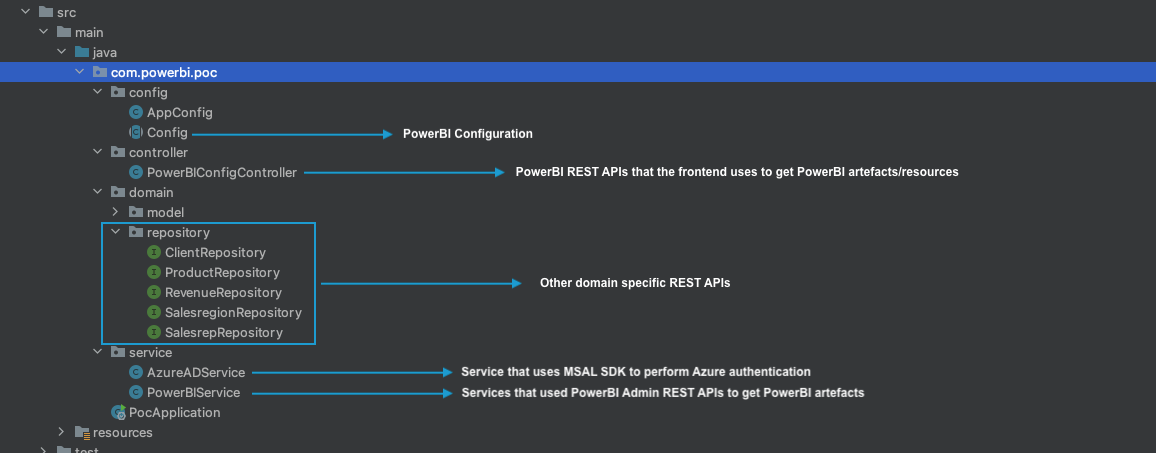 src
main
java
com.powerbi.poc
config
AppConfig
Config PowerBI Configuration
controller
PowerBIConfigController PowerBI REST APIs that the frontend uses to get PowerBI artefacts/resources
domain
model
repository
ClientRepository
ProductRepository
RevenueRepository Other domain specific REST APIs
SalesregionRepository
SalesrepRepository
service
AzureADService Service that uses MSAL SDK to perform Azure authentication
PowerBIService Services that used PowerBI Admin REST APIs to get PowerBI artefacts
PocApplication
resources
test